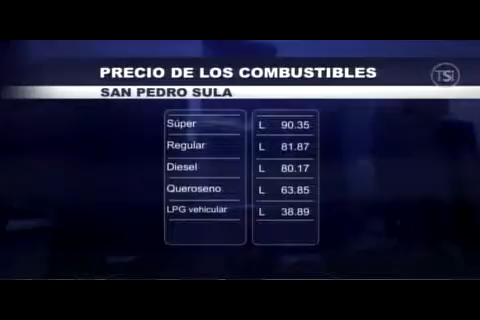 PRECIO DE LOS COMBUSTIBLES
TSi
SAN PEDRO SULA
Súper L 90.35
Regular L 81.87
Diesel L 80.17
Queroseno L 63.85
LPG vehicular L 38.89